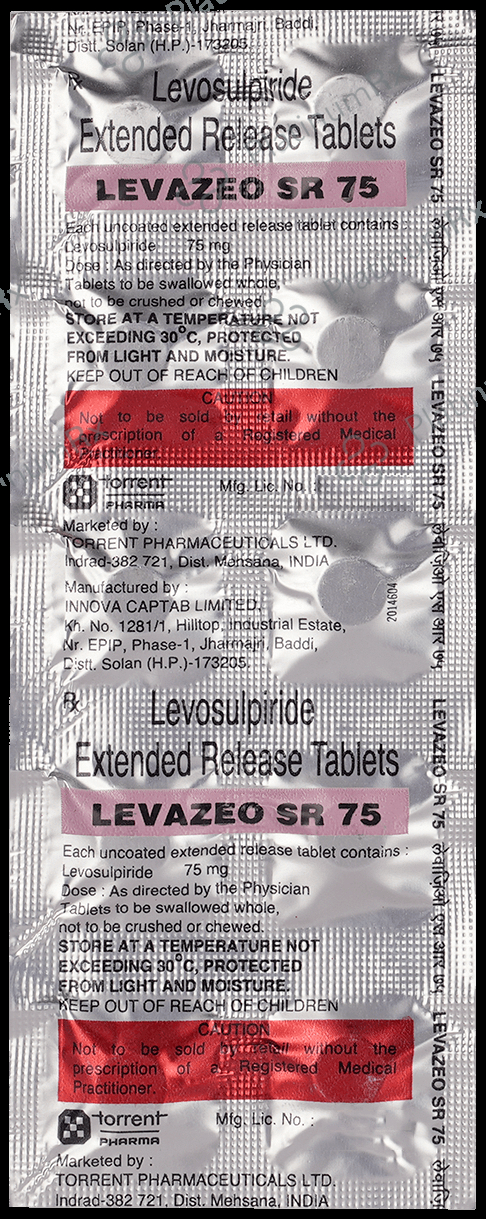 Nr. EPIP, Phase-1, Jharmajri, Baddi,
Distt. Solan (H.P.)-173205.
Rx
Levosulpiride
Extended Release Tablets
LEVAZEO SR 75
Each uncoated extended release tablet contains :
Levosulpiride 75 mg
Dose : As directed by the Physician
Tablets to be swallowed whole,
not to be crushed or chewed.
STORE AT A TEMPERATURE NOT
EXCEEDING 30°C, PROTECTED
FROM LIGHT AND MOISTURE.
KEEP OUT OF REACH OF CHILDREN
CAUTION
Not to be sold by retail without the
prescription of a Registered Medical
Practitioner.
torrent
PHARMA
Mfg. Lic. No. :
Marketed by :
TORRENT PHARMACEUTICALS LTD.
Indrad-382 721, Dist. Mehsana, INDIA
Manufactured by :
INNOVA CAPTAB LIMITED,
Kh. No. 1281/1, Hilltop Industrial Estate,
Nr. EPIP, Phase-1, Jharmajri, Baddi,
Distt. Solan (H.P.)-173205.
2014604
Rx
Levosulpiride
Extended Release Tablets
LEVAZEO SR 75
Each uncoated extended release tablet contains :
Levosulpiride 75 mg
Dose : As directed by the Physician
Tablets to be swallowed whole,
not to be crushed or chewed.
STORE AT A TEMPERATURE NOT
EXCEEDING 30°C, PROTECTED
FROM LIGHT AND MOISTURE.
KEEP OUT OF REACH OF CHILDREN
CAUTION
Not to be sold by retail without the
prescription of a Registered Medical
Practitioner.
torrent
PHARMA
Mfg. Lic. No. :
Marketed by :
TORRENT PHARMACEUTICALS LTD.
Indrad-382 721, Dist. Mehsana, INDIA
LEVAZEO SR 75
LEVAZEO SR 75
LEVAZEO SR 75
LEVAZEO SR 75